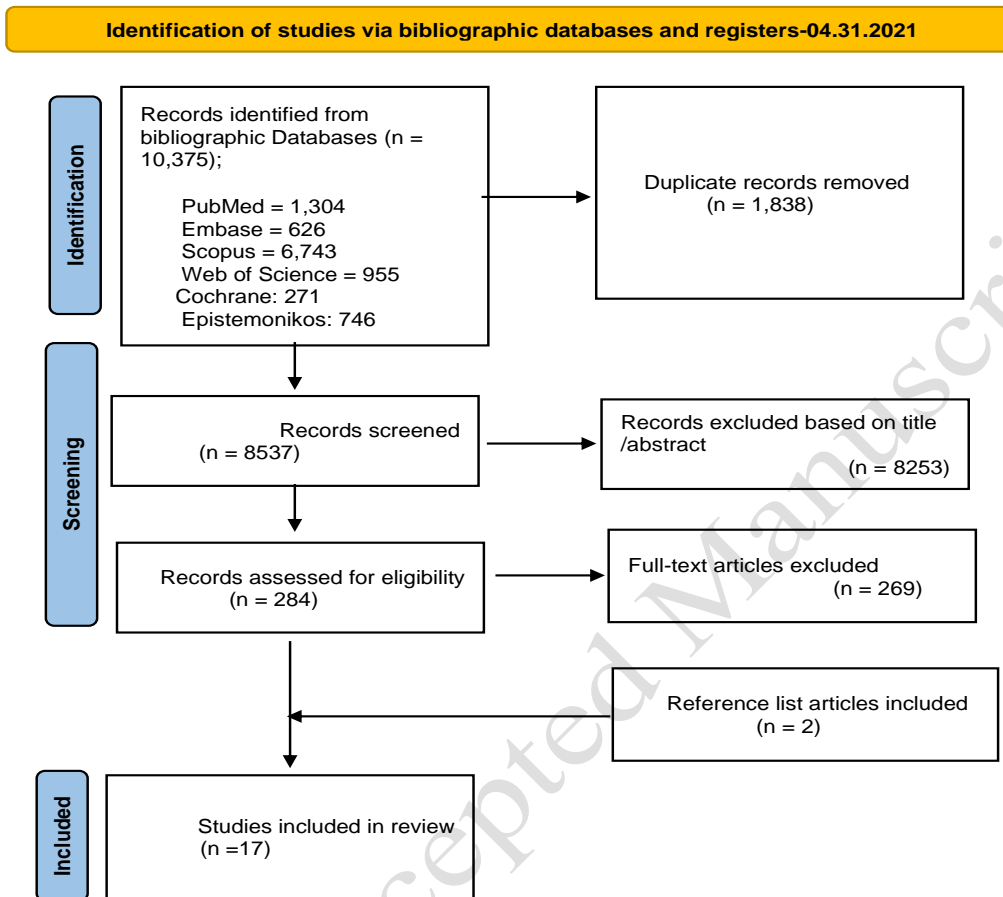 Identification of studies via bibliographic databases and registers-04.31.2021
Identification
Records identified from
bibliographic Databases (n =
10,375);
PubMed = 1,304
Embase = 626
Scopus = 6,743
Web of Science = 955
Cochrane: 271
Epistemonikos: 746
Duplicate records removed
(n = 1,838)
Screening
Records screened
(n = 8537)
Records excluded based on title
/abstract
(n = 8253)
Records assessed for eligibility
(n = 284)
Full-text articles excluded
(n = 269)
Reference list articles included
(n = 2)
Included
Studies included in review
(n =17)
cepted Manuscri